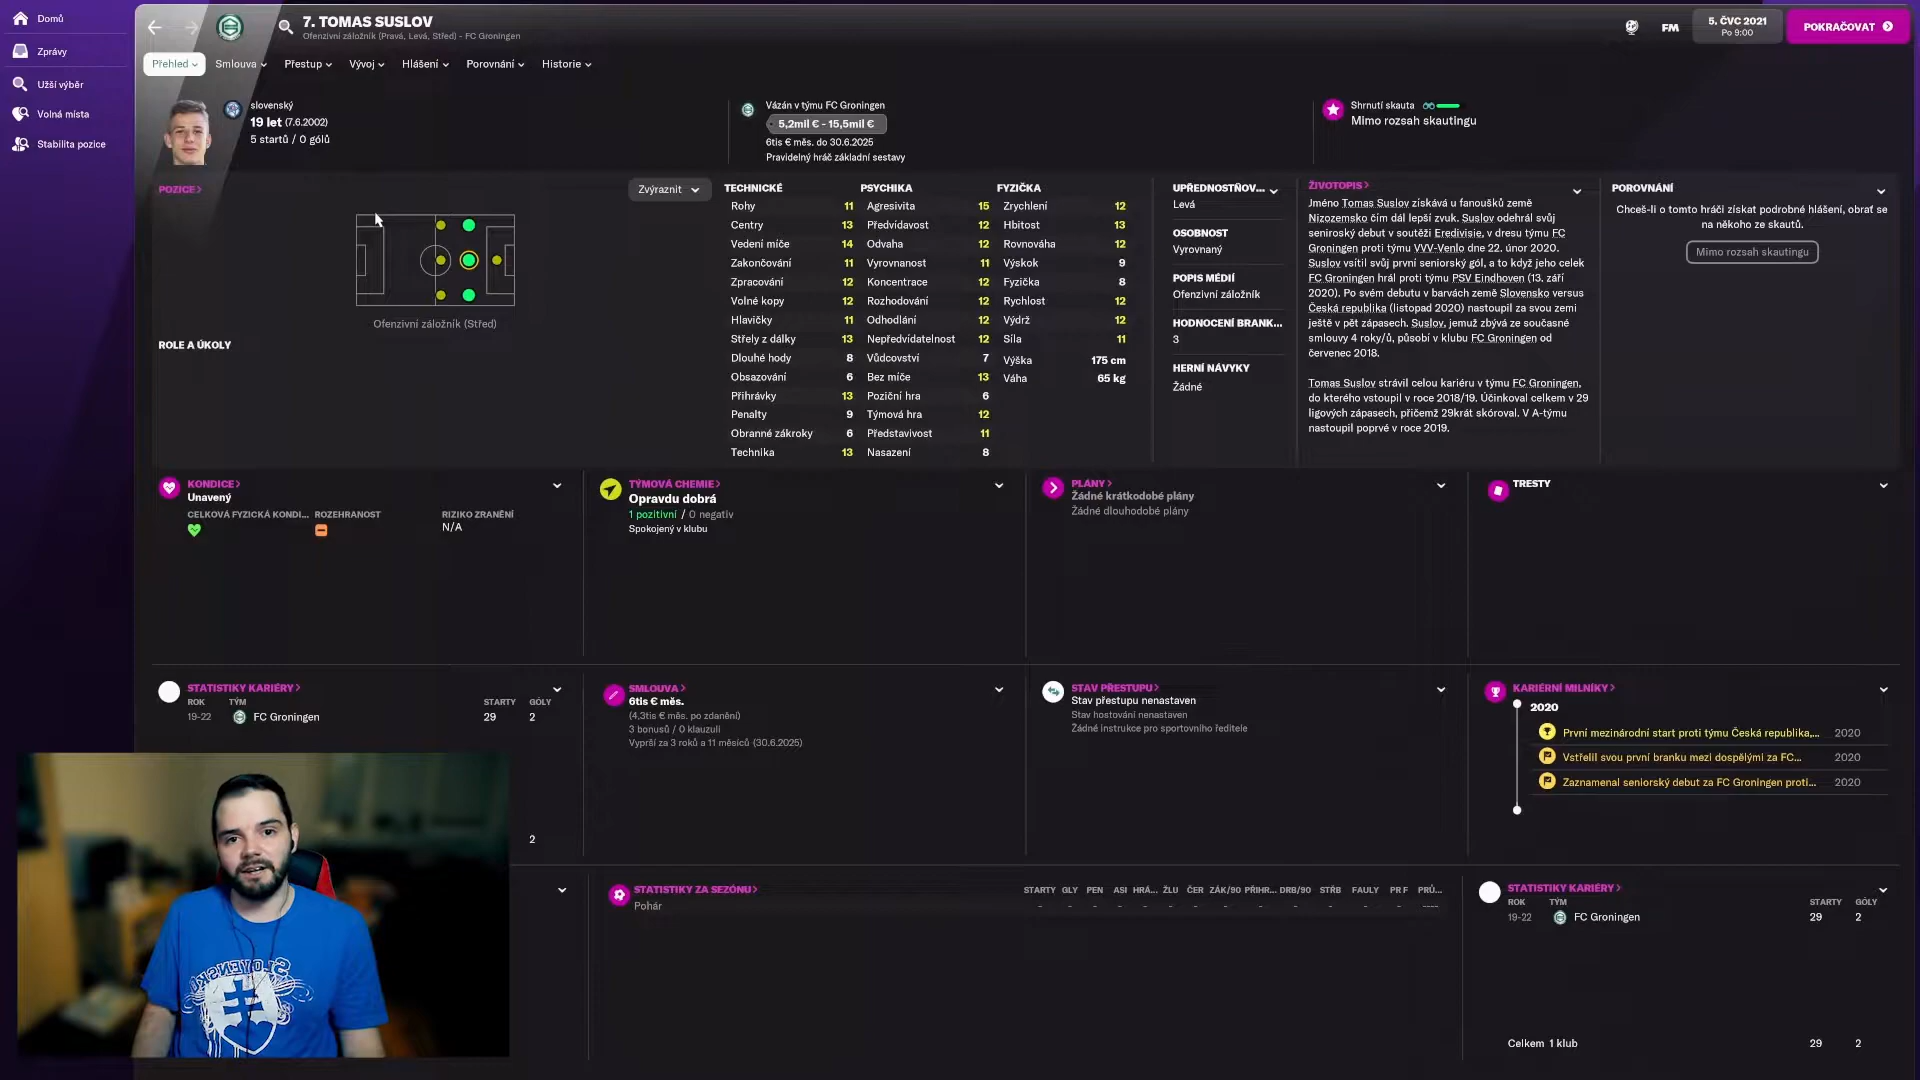 Domů
Zprávy
Užší výběr
Volná místa
Stabilita pozice
7. TOMAS SUSLOV
Ofenzivní záložník (Pravá, Levá, Střed) - FC Groningen
FM
5. ČVC 2021
Po 9:00
POKRAČOVAT
Přehled
Smlouva
Přestup
Vývoj
Hlášení
Porovnání
Historie
slovenský
19 let (7.6.2002)
5 startů / 0 gólů
Vázán v týmu FC Groningen
5,2mil € - 15,5mil €
6tis € měs. do 30.6.2025
Pravidelný hráč základní sestavy
Shrnutí skauta
Mimo rozsah skautingu
POZICE>
Zvýraznit
Ofenzivní záložník (Střed)
ROLE A ÚKOLY
TECHNICKÉ
Rohy 11
Centry 13
Vedení míče 14
Zakončování 11
Zpracování 12
Volné kopy 12
Hlavičky 11
Střely z dálky 13
Dlouhé hody 8
Obsazování 6
Přihrávky 13
Penalty 9
Obranné zákroky 6
Technika 13
PSYCHIKA
Agresivita 15
Předvídavost 12
Odvaha 12
Vyrovnanost 11
Koncentrace 12
Rozhodování 12
Odhodlání 12
Nepředvídatelnost 12
Vůdcovství 7
Bez míče 13
Poziční hra 6
Týmová hra 12
Představivost 11
Nasazení 8
FYZIČKA
Zrychlení 12
Hbitost 13
Rovnováha 12
Výskok 9
Fyzička 8
Rychlost 12
Výdrž 12
Síla 11
Výška 175 cm
Váha 65 kg
UPŘEDNOSTŇOV...
Levá
OSOBNOST
Vyrovnaný
POPIS MÉDIÍ
Ofenzivní záložník
HODNOCENÍ BRANK...
3
HERNÍ NÁVYKY
Žádné
ŽIVOTOPIS>
Jméno Tomas Suslov získává u fanoušků země
Nizozemsko čím dál lepší zvuk. Suslov odehrál svůj
seniroský debut v soutěži Eredivisie, v dresu týmu FC
Groningen proti týmu VVV-Venlo dne 22. únor 2020.
Suslov vsítil svůj první seniorský gól, a to když jeho celek
FC Groningen hrál proti týmu PSV Eindhoven (13. září
2020). Po svém debutu v barvách země Slovensko versus
Česká republika (listopad 2020) nastoupil za svou zemi
ještě v pět zápasech. Suslov, jemuž zbývá ze současné
smlouvy 4 roky/ů, působí v klubu FC Groningen od
červenec 2018.
Tomas Suslov strávil celou kariéru v týmu FC Groningen,
do kterého vstoupil v roce 2018/19. Účinkoval celkem v 29
ligových zápasech, přičemž 29krát skóroval. V A-týmu
nastoupil poprvé v roce 2019.
POROVNÁNÍ
Chceš-li o tomto hráči získat podrobné hlášení, obrať se
na někoho ze skautů.
Mimo rozsah skautingu
KONDICE>
Unavený
CELKOVÁ FYZICKÁ KONDI... ROZEHRANOST RIZIKO ZRANĚNÍ
N/A
TÝMOVÁ CHEMIE>
Opravdu dobrá
1 pozitivní / 0 negativ
Spokojený v klubu
PLÁNY>
Žádné krátkodobé plány
Žádné dlouhodobé plány
TRESTY
STATISTIKY KARIÉRY>
ROK TÝM STARTY GÓLY
19-22 FC Groningen 29 2
2
SMLOUVA>
6tis € měs.
(4,3tis € měs. po zdanění)
3 bonusů / 0 klauzulí
Vyprší za 3 roků a 11 měsíců (30.6.2025)
STAV PŘESTUPU>
Stav přestupu nenastaven
Stav hostování nenastaven
Žádné instrukce pro sportovního ředitele
KARIÉRNÍ MILNÍKY>
2020
První mezinárodní start proti týmu Česká republika,... 2020
Vstřelil svou první branku mezi dospělými za FC... 2020
Zaznamenal seniorský debut za FC Groningen proti... 2020
STATISTIKY ZA SEZÓNU>
STARTY GLY PEN ASI HRÁ... ŽLU ČER ZÁK/90 PŘIHR... DRB/90 STŘB FAULY PR F PRŮ...
Pohár - - - - - - - - - - - - - ----
STATISTIKY KARIÉRY>
ROK TÝM STARTY GÓLY
19-22 FC Groningen 29 2
Celkem 1 klub 29 2